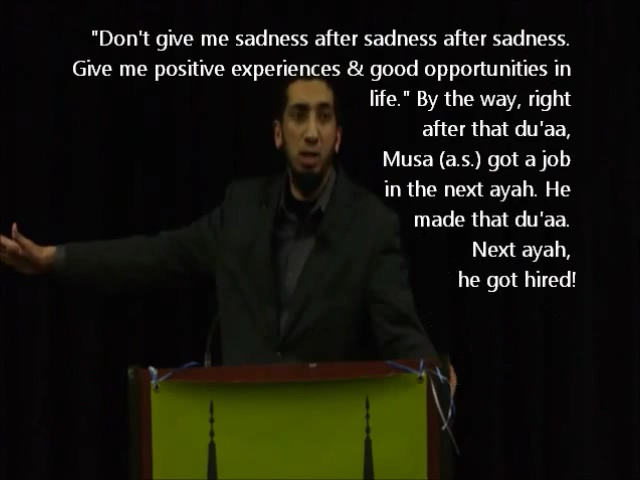 "Don't give me sadness after sadness after sadness.
Give me positive experiences & good opportunities in
life." By the way, right
after that du'aa,
Musa (a.s.) got a job
in the next ayah. He
made that du'aa.
Next ayah,
he got hired!